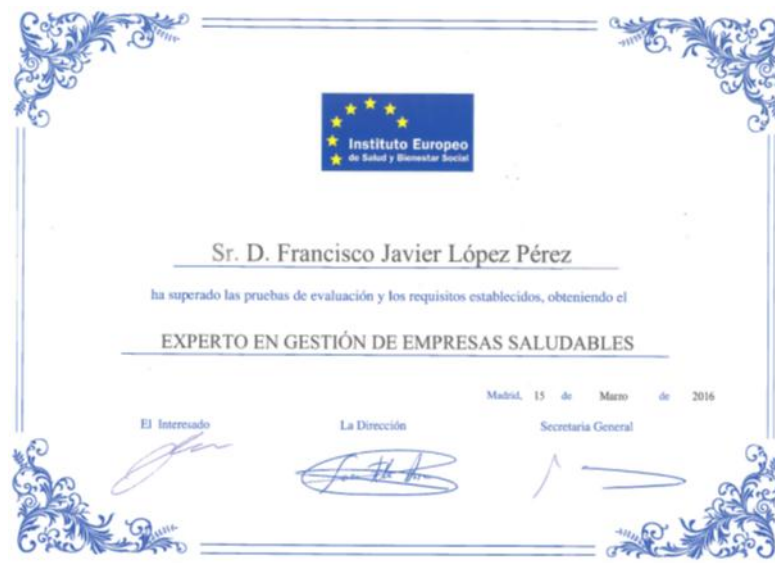 Instituto Europeo
de Salud y Bienestar Social
Sr. D. Francisco Javier López Pérez
ha superado las pruebas de evaluación y los requisitos establecidos, obteniendo el
EXPERTO EN GESTIÓN DE EMPRESAS SALUDABLES
Madrid, 15 de Marzo de 2016
El Interesado La Dirección Secretaria General